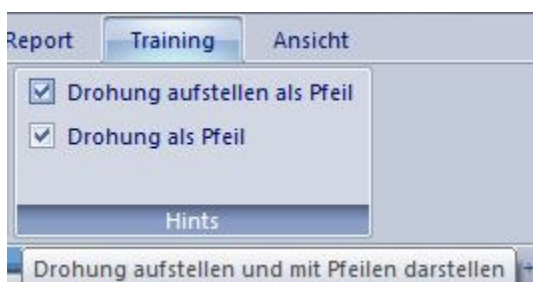 Report Training Ansicht
Drohung aufstellen als Pfeil
Drohung als Pfeil
Hints
Drohung aufstellen und mit Pfeilen darstellen